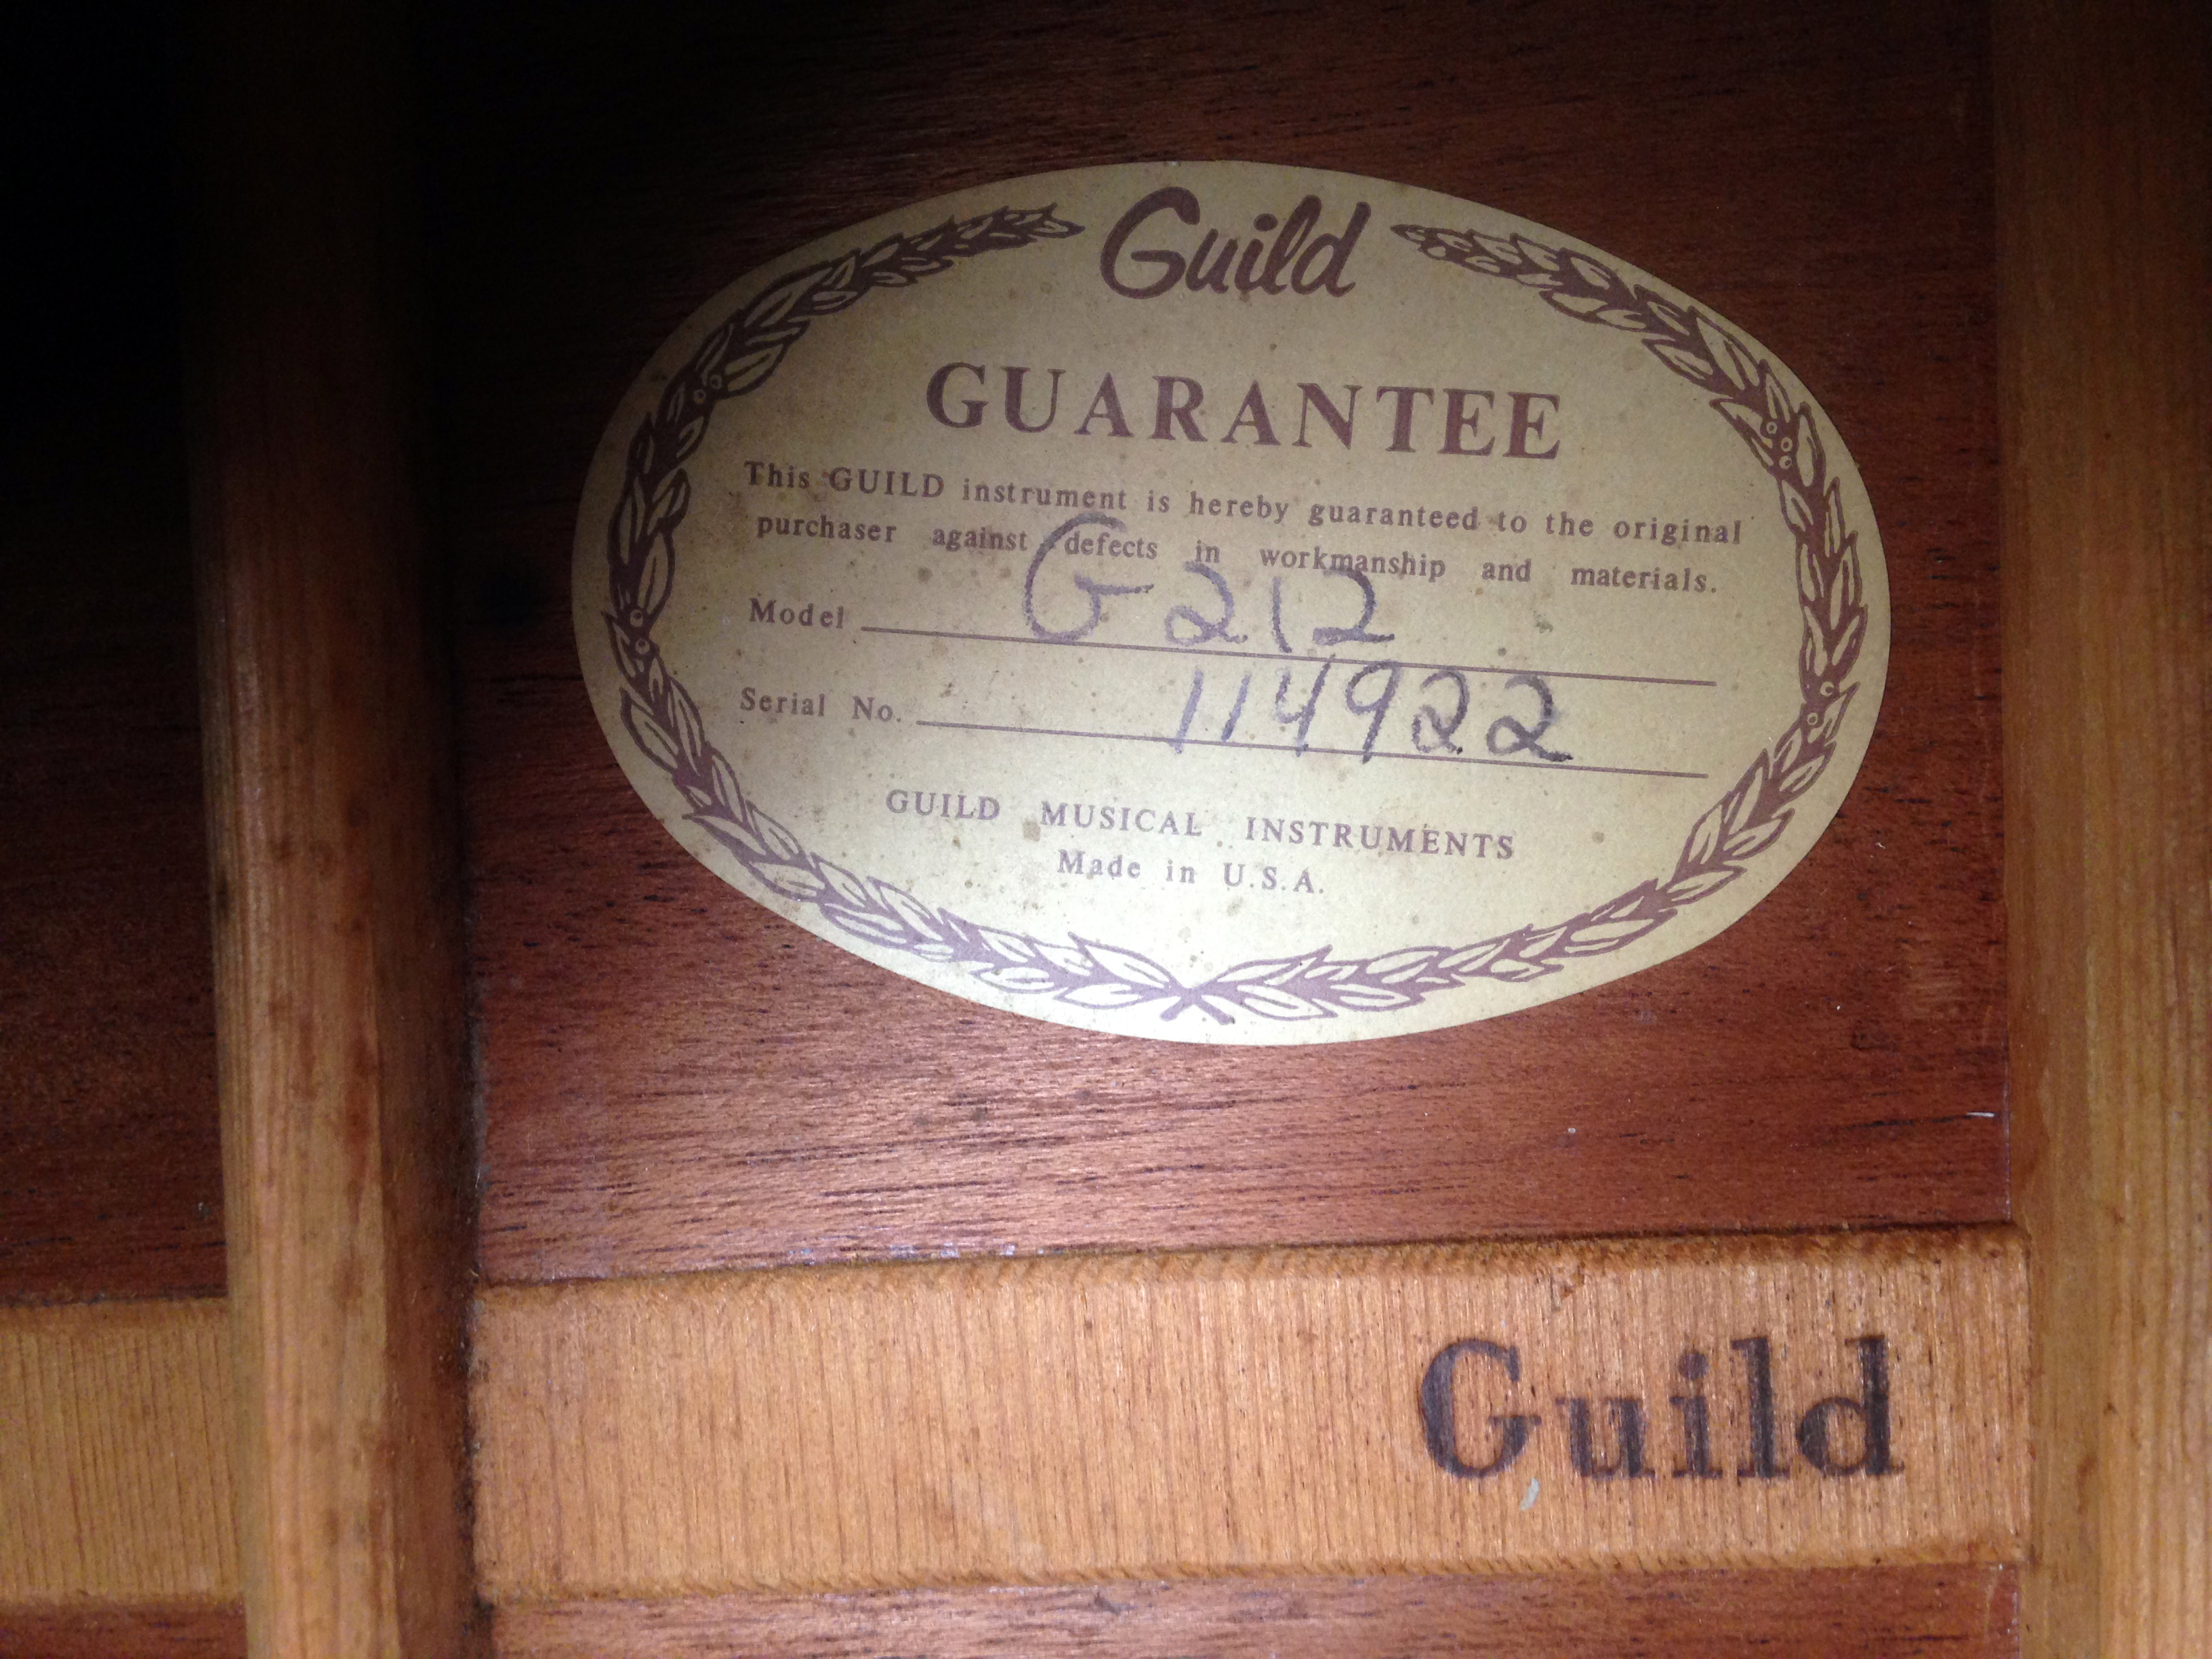 Guild
GUARANTEE
This GUILD instrument is hereby guaranteed to the original
purchaser against defects in workmanship and materials.
Model G 212
Serial No. 114922
GUILD MUSICAL INSTRUMENTS
Made in U.S.A.
Guild